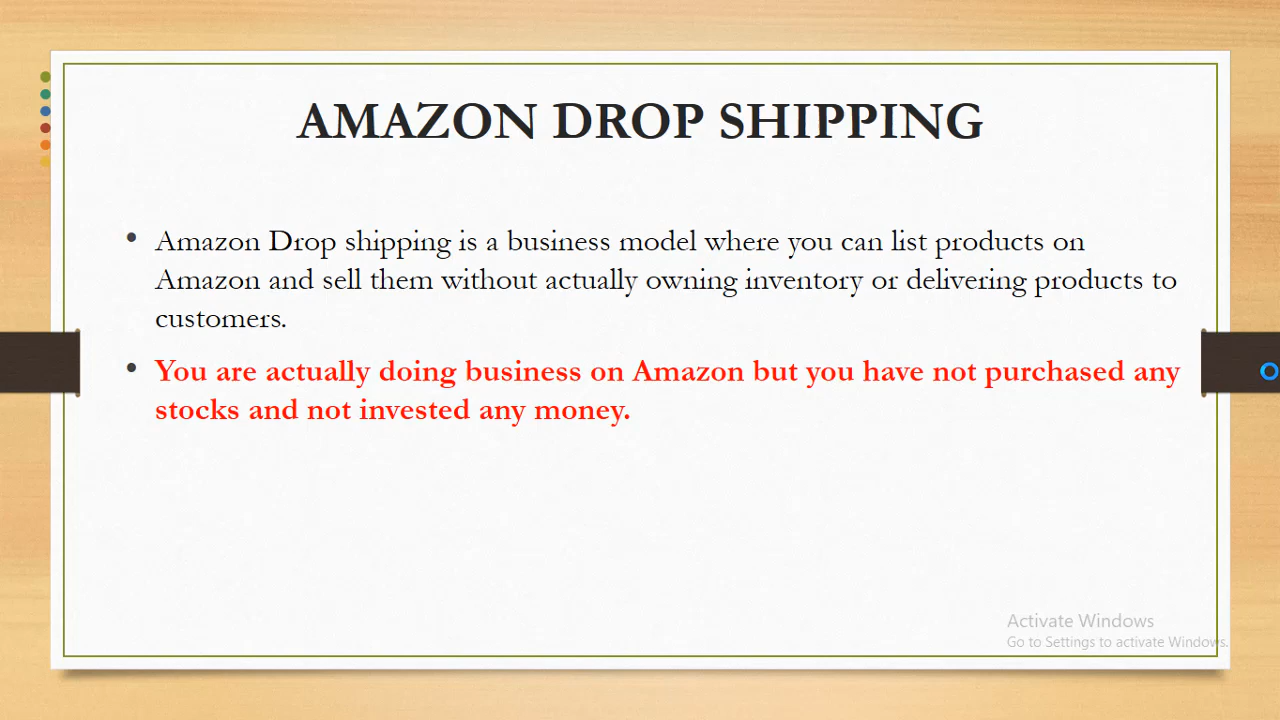 AMAZON DROP SHIPPING
• Amazon Drop shipping is a business model where you can list products on
Amazon and sell them without actually owning inventory or delivering products to
customers.
• You are actually doing business on Amazon but you have not purchased any
stocks and not invested any money.
Activate Windows
Go to Settings to activate Windows.